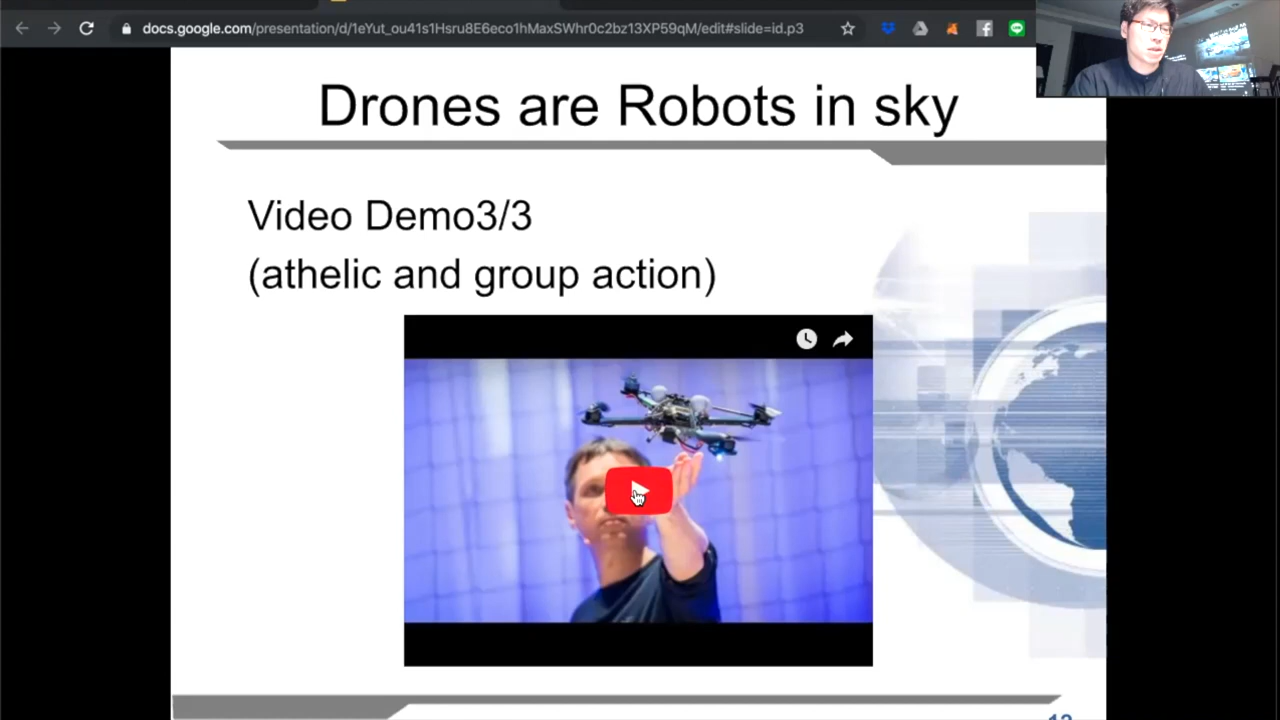 docs.google.com/presentation/d/1eYut_ou41s1Hsru8E6eco1hMaxSWhr0c2bz13XP59qM/edit#slide=id.p3
Drones are Robots in sky
Video Demo3/3
(athelic and group action)